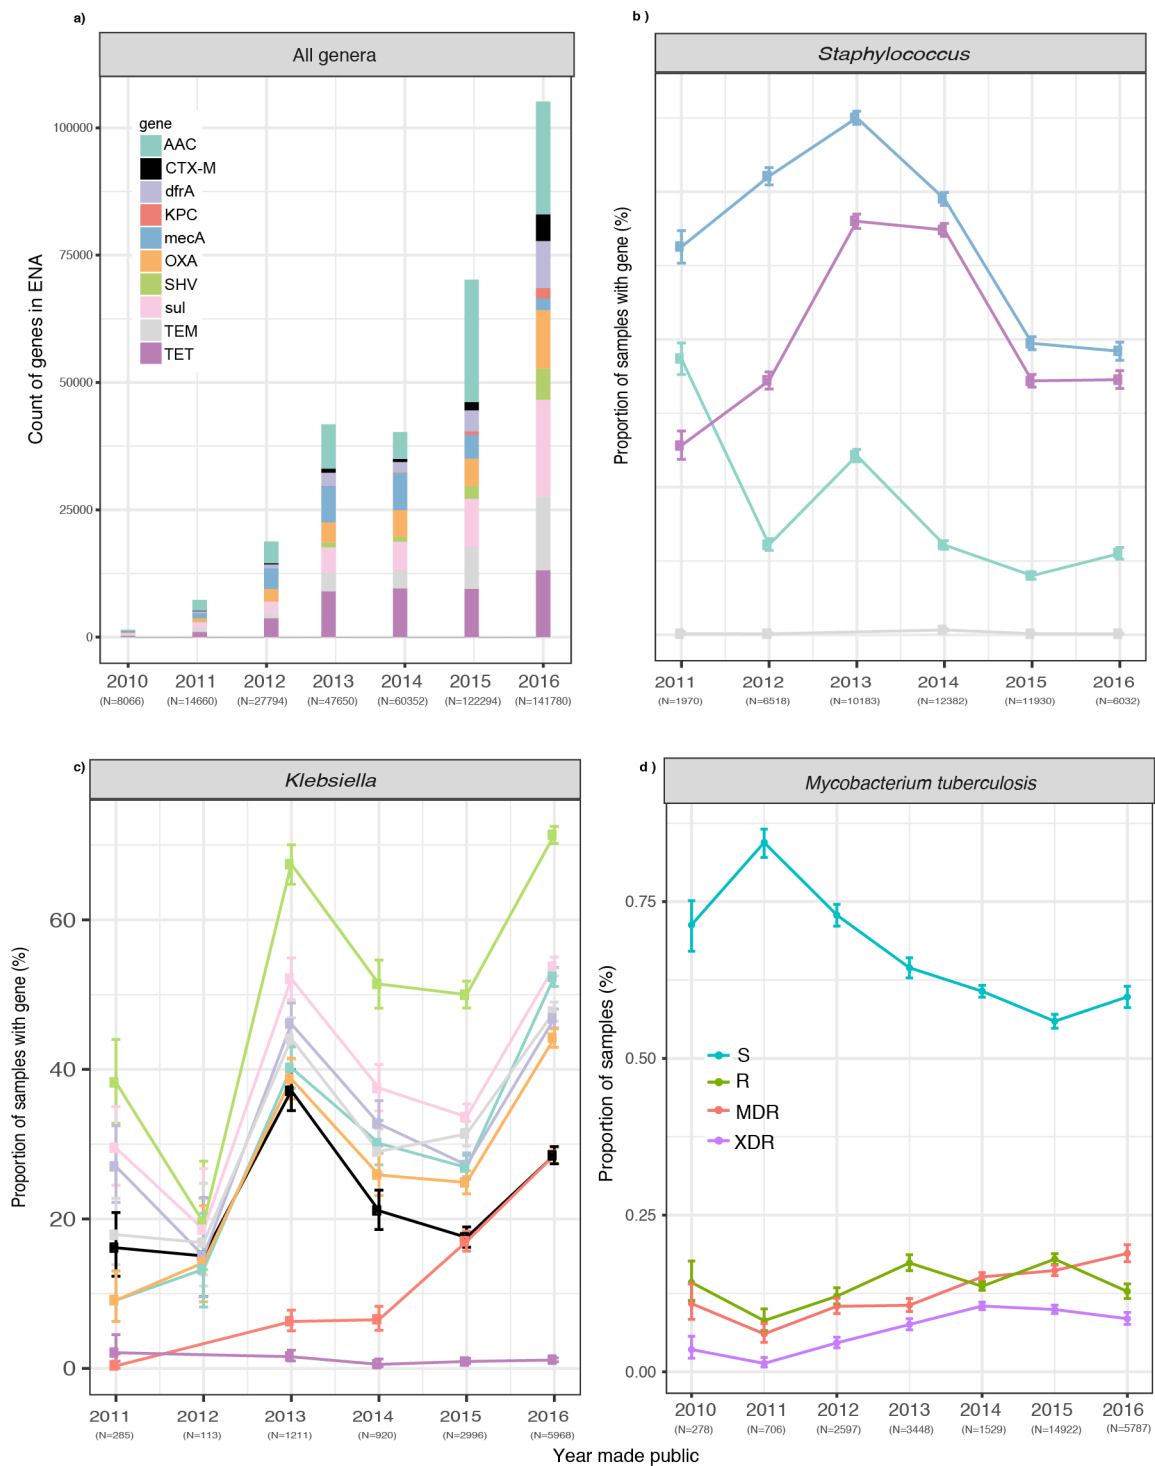 a)
All genera
Count of genes in ENA
100000
75000
50000
25000
0
gene
AAC
CTX-M
dfrA
KPC
mecA
OXA
SHV
sul
TEM
TET
2010 2011 2012 2013 2014 2015 2016
(N=8066) (N=14660) (N=27794) (N=47650) (N=60352) (N=122294) (N=141780)
b )
Staphylococcus
Proportion of samples with gene (%)
2011 2012 2013 2014 2015 2016
(N=1970) (N=6518) (N=10183) (N=12382) (N=11930) (N=6032)
c)
Klebsiella
Proportion of samples with gene (%)
60
40
20
0
2011 2012 2013 2014 2015 2016
(N=285) (N=113) (N=1211) (N=920) (N=2996) (N=5968)
d )
Mycobacterium tuberculosis
Proportion of samples (%)
0.75
0.50
0.25
0.00
S
R
MDR
XDR
2010 2011 2012 2013 2014 2015 2016
(N=278) (N=706) (N=2597) (N=3448) (N=1529) (N=14922) (N=5787)
Year made public